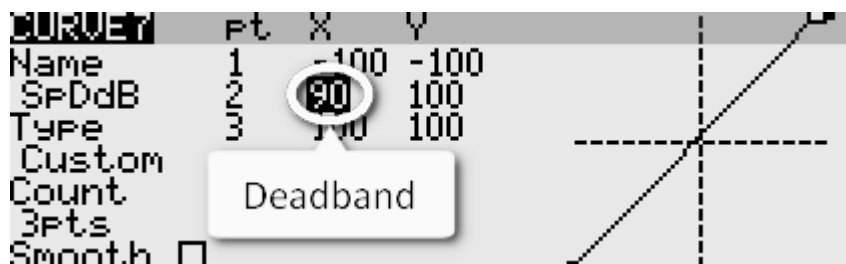 CURVE7 pt X Y
Name 1 -100 -100
SpDdB 2 90 100
Type 3 100 100
Custom
Deadband
Count
3pts
Smooth